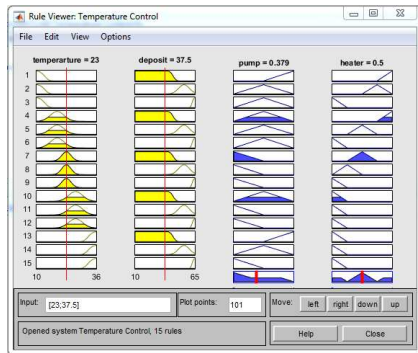 Rule Viewer: Temperature Control
File Edit View Options
temperarture = 23
deposit = 37.5
pump = 0.379
heater = 0.5
1
2
3
4
5
6
7
8
9
10
11
12
13
14
15
10 36
10 65
Input: [23;37.5]
Plot points: 101
Move: left right down up
Opened system Temperature Control, 15 rules
Help Close